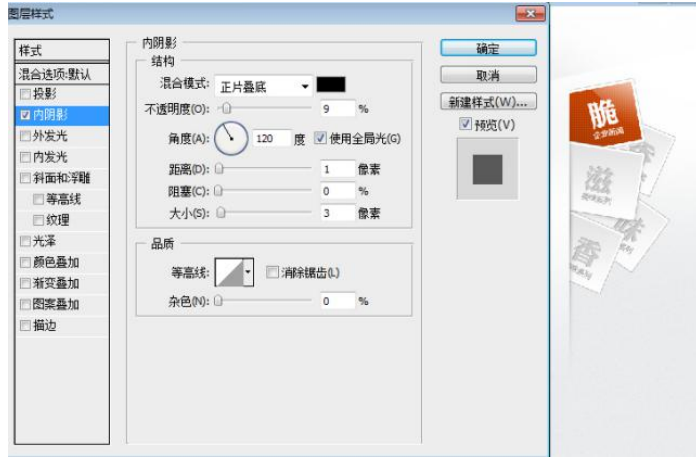 图层样式
样式
混合选项:默认
投影
内阴影
外发光
内发光
斜面和浮雕
等高线
纹理
光泽
颜色叠加
渐变叠加
图案叠加
描边
内阴影
结构
混合模式: 正片叠底
不透明度(O): 9 %
角度(A): 120 度 使用全局光(G)
距离(D): 1 像素
阻塞(C): 0 %
大小(S): 3 像素
品质
等高线: 消除锯齿(L)
杂色(N): 0 %
确定
取消
新建样式(W)...
预览(V)
脆
企业新闻
滋
香
味